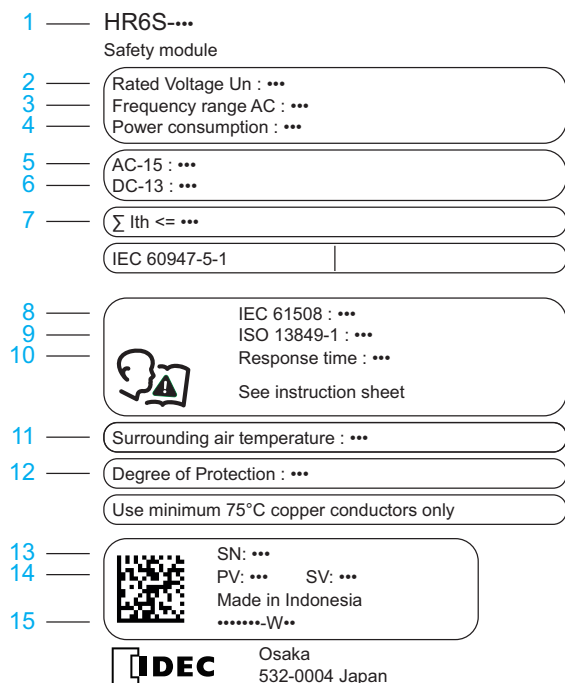 1 HR6S-•••
Safety module
2 Rated Voltage Un : •••
3 Frequency range AC : •••
4 Power consumption : •••
5 AC-15 : •••
6 DC-13 : •••
7 ∑ Ith <= •••
IEC 60947-5-1
8 IEC 61508 : •••
9 ISO 13849-1 : •••
10 Response time : •••
See instruction sheet
11 Surrounding air temperature : •••
12 Degree of Protection : •••
Use minimum 75°C copper conductors only
13 SN: •••
14 PV: ••• SV: •••
Made in Indonesia
15 •••••••-W••
IDEC Osaka
532-0004 Japan